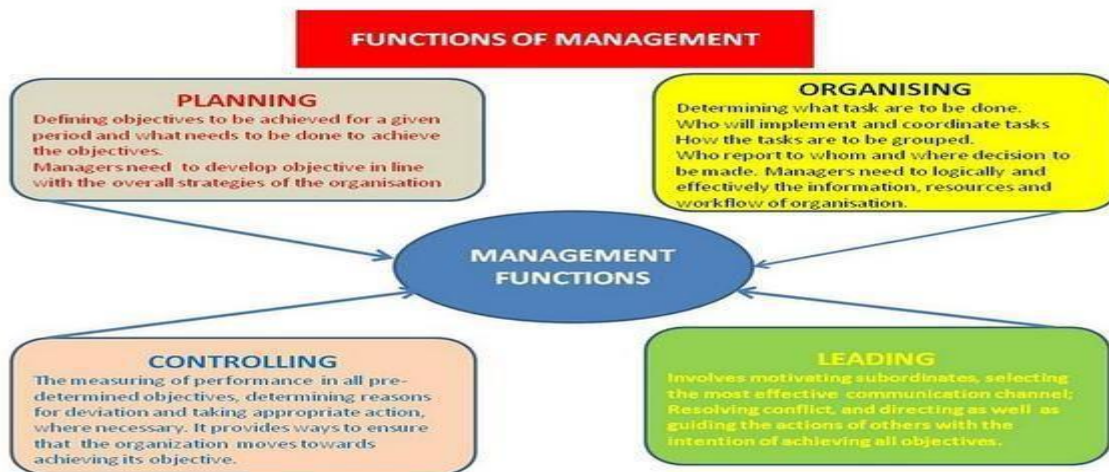 FUNCTIONS OF MANAGEMENT
PLANNING
Defining objectives to be achieved for a given
period and what needs to be done to achieve
the objectives.
Managers need to develop objective in line
with the overall strategies of the organisation
ORGANISING
Determining what task are to be done.
Who will implement and coordinate tasks
How the tasks are to be grouped.
Who report to whom and where decision to
be made. Managers need to logically and
effectively the information, resources and
workflow of organisation.
MANAGEMENT
FUNCTIONS
CONTROLLING
The measuring of performance in all pre-
determined objectives, determining reasons
for deviation and taking appropriate action,
where necessary. It provides ways to ensure
that the organization moves towards
achieving its objective.
LEADING
Involves motivating subordinates, selecting
the most effective communication channel;
Resolving conflict, and directing as well as
guiding the actions of others with the
intention of achieving all objectives.